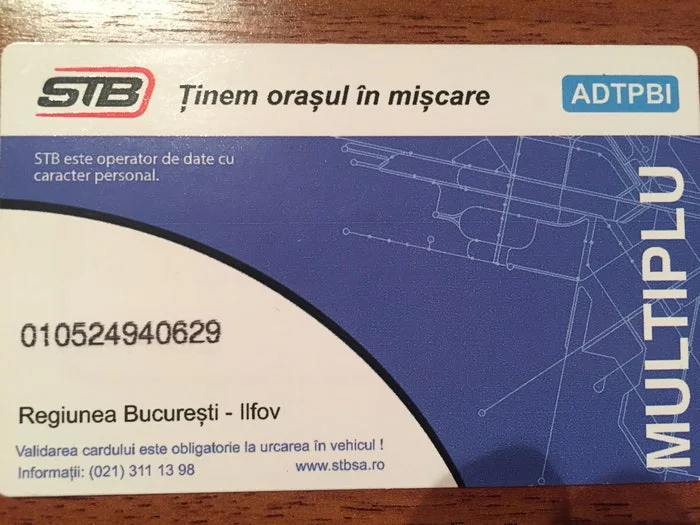 STB
Ținem orașul în mișcare
ADTPBI
STB este operator de date cu
caracter personal.
MULTIPLU
010524940629
Regiunea București - Ilfov
Validarea cardului este obligatorie la urcarea în vehicul !
Informații: (021) 311 13 98
www.stbsa.ro